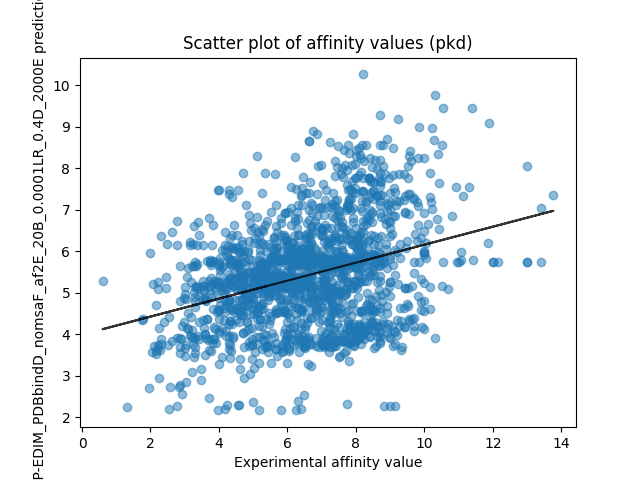 Scatter plot of affinity values (pkd)
P-EDIM_PDBbindD_nomsaF_af2E_20B_0.0001LR_0.4D_2000E
10
9
8
7
6
5
4
3
2
0 2 4 6 8 10 12 14
Experimental affinity value